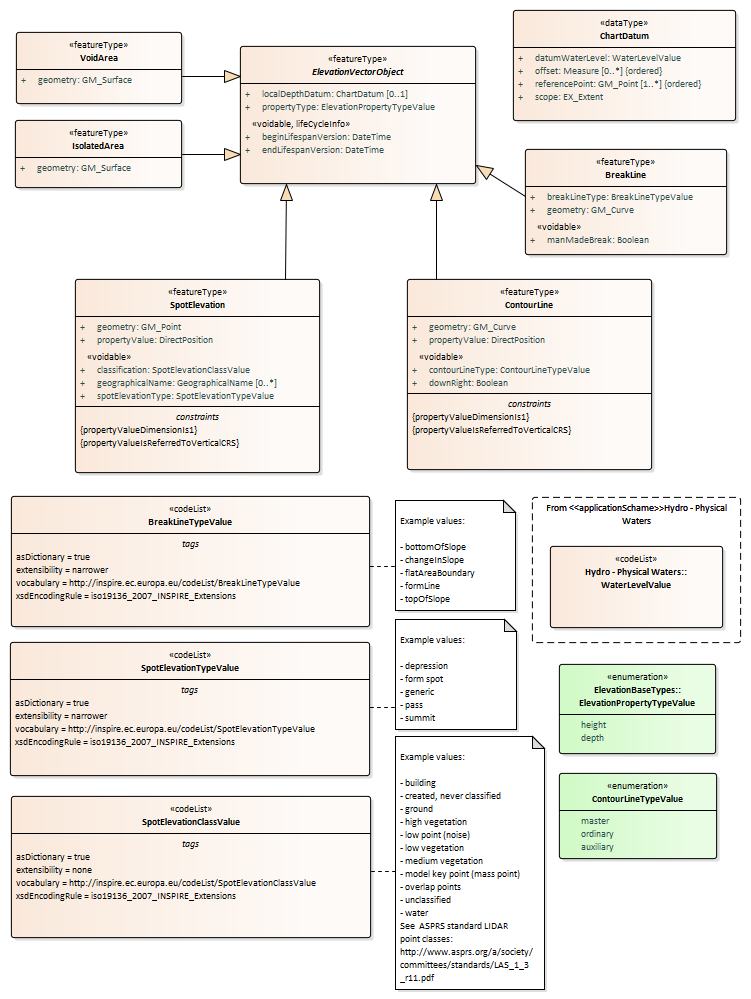 «featureType»
VoidArea
+ geometry: GM_Surface
«featureType»
IsolatedArea
+ geometry: GM_Surface
«featureType»
ElevationVectorObject
+ localDepthDatum: ChartDatum [0..1]
+ propertyType: ElevationPropertyTypeValue
«voidable, lifeCycleInfo»
+ beginLifespanVersion: DateTime
+ endLifespanVersion: DateTime
«dataType»
ChartDatum
+ datumWaterLevel: WaterLevelValue
+ offset: Measure [0..*] {ordered}
+ referencePoint: GM_Point [1..*] {ordered}
+ scope: EX_Extent
«featureType»
BreakLine
+ breakLineType: BreakLineTypeValue
+ geometry: GM_Curve
«voidable»
+ manMadeBreak: Boolean
«featureType»
SpotElevation
+ geometry: GM_Point
+ propertyValue: DirectPosition
«voidable»
+ classification: SpotElevationClassValue
+ geographicalName: GeographicalName [0..*]
+ spotElevationType: SpotElevationTypeValue
constraints
{propertyValueDimensionIs1}
{propertyValueIsReferredToVerticalCRS}
«featureType»
ContourLine
+ geometry: GM_Curve
+ propertyValue: DirectPosition
«voidable»
+ contourLineType: ContourLineTypeValue
+ downRight: Boolean
constraints
{propertyValueDimensionIs1}
{propertyValueIsReferredToVerticalCRS}
«codeList»
BreakLineTypeValue
tags
asDictionary = true
extensibility = narrower
vocabulary = http://inspire.ec.europa.eu/codeList/BreakLineTypeValue
xsdEncodingRule = iso19136_2007_INSPIRE_Extensions
Example values:
- bottomOfSlope
- changeInSlope
- flatAreaBoundary
- formLine
- topOfSlope
From <<applicationSchame>>Hydro - Physical
Waters
«codeList»
Hydro - Physical Waters::
WaterLevelValue
«codeList»
SpotElevationTypeValue
tags
asDictionary = true
extensibility = narrower
vocabulary = http://inspire.ec.europa.eu/codeList/SpotElevationTypeValue
xsdEncodingRule = iso19136_2007_INSPIRE_Extensions
Example values:
- depression
- form spot
- generic
- pass
- summit
«enumeration»
ElevationBaseTypes::
ElevationPropertyTypeValue
height
depth
«codeList»
SpotElevationClassValue
tags
asDictionary = true
extensibility = none
vocabulary = http://inspire.ec.europa.eu/codeList/SpotElevationClassValue
xsdEncodingRule = iso19136_2007_INSPIRE_Extensions
Example values:
- building
- created, never classified
- ground
- high vegetation
- low point (noise)
- low vegetation
- medium vegetation
- model key point (mass point)
- overlap points
- unclassified
- water
See ASPRS standard LIDAR
point classes:
http://www.asprs.org/a/society/
committees/standards/LAS_1_3
_r11.pdf
«enumeration»
ContourLineTypeValue
master
ordinary
auxiliary